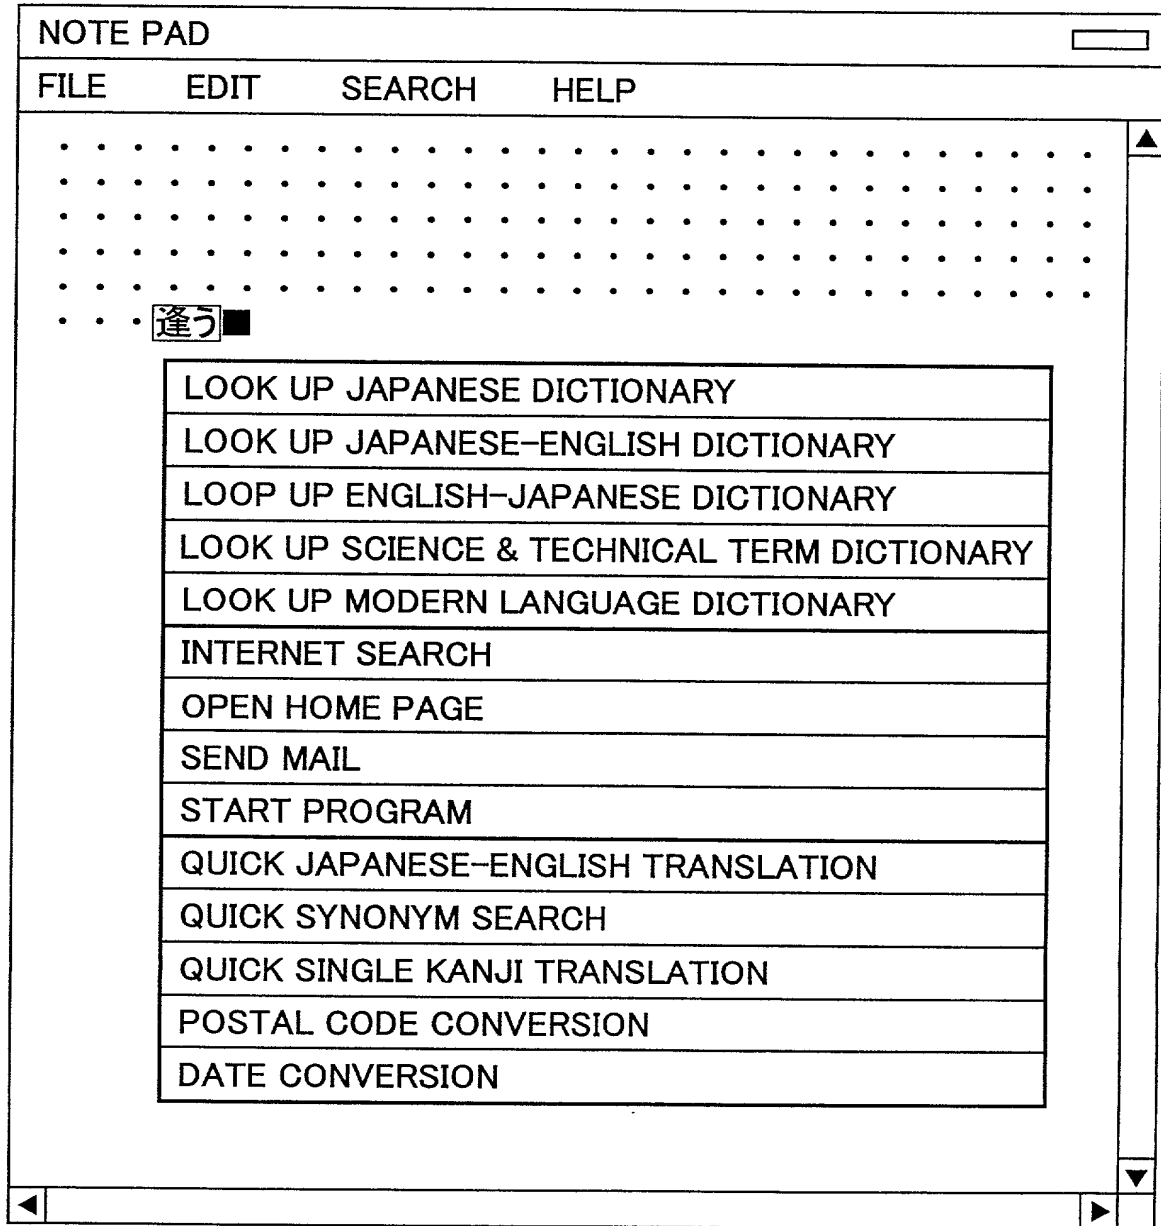 NOTE PAD
FILE EDIT SEARCH HELP
逢う
LOOK UP JAPANESE DICTIONARY
LOOK UP JAPANESE-ENGLISH DICTIONARY
LOOP UP ENGLISH-JAPANESE DICTIONARY
LOOK UP SCIENCE & TECHNICAL TERM DICTIONARY
LOOK UP MODERN LANGUAGE DICTIONARY
INTERNET SEARCH
OPEN HOME PAGE
SEND MAIL
START PROGRAM
QUICK JAPANESE-ENGLISH TRANSLATION
QUICK SYNONYM SEARCH
QUICK SINGLE KANJI TRANSLATION
POSTAL CODE CONVERSION
DATE CONVERSION